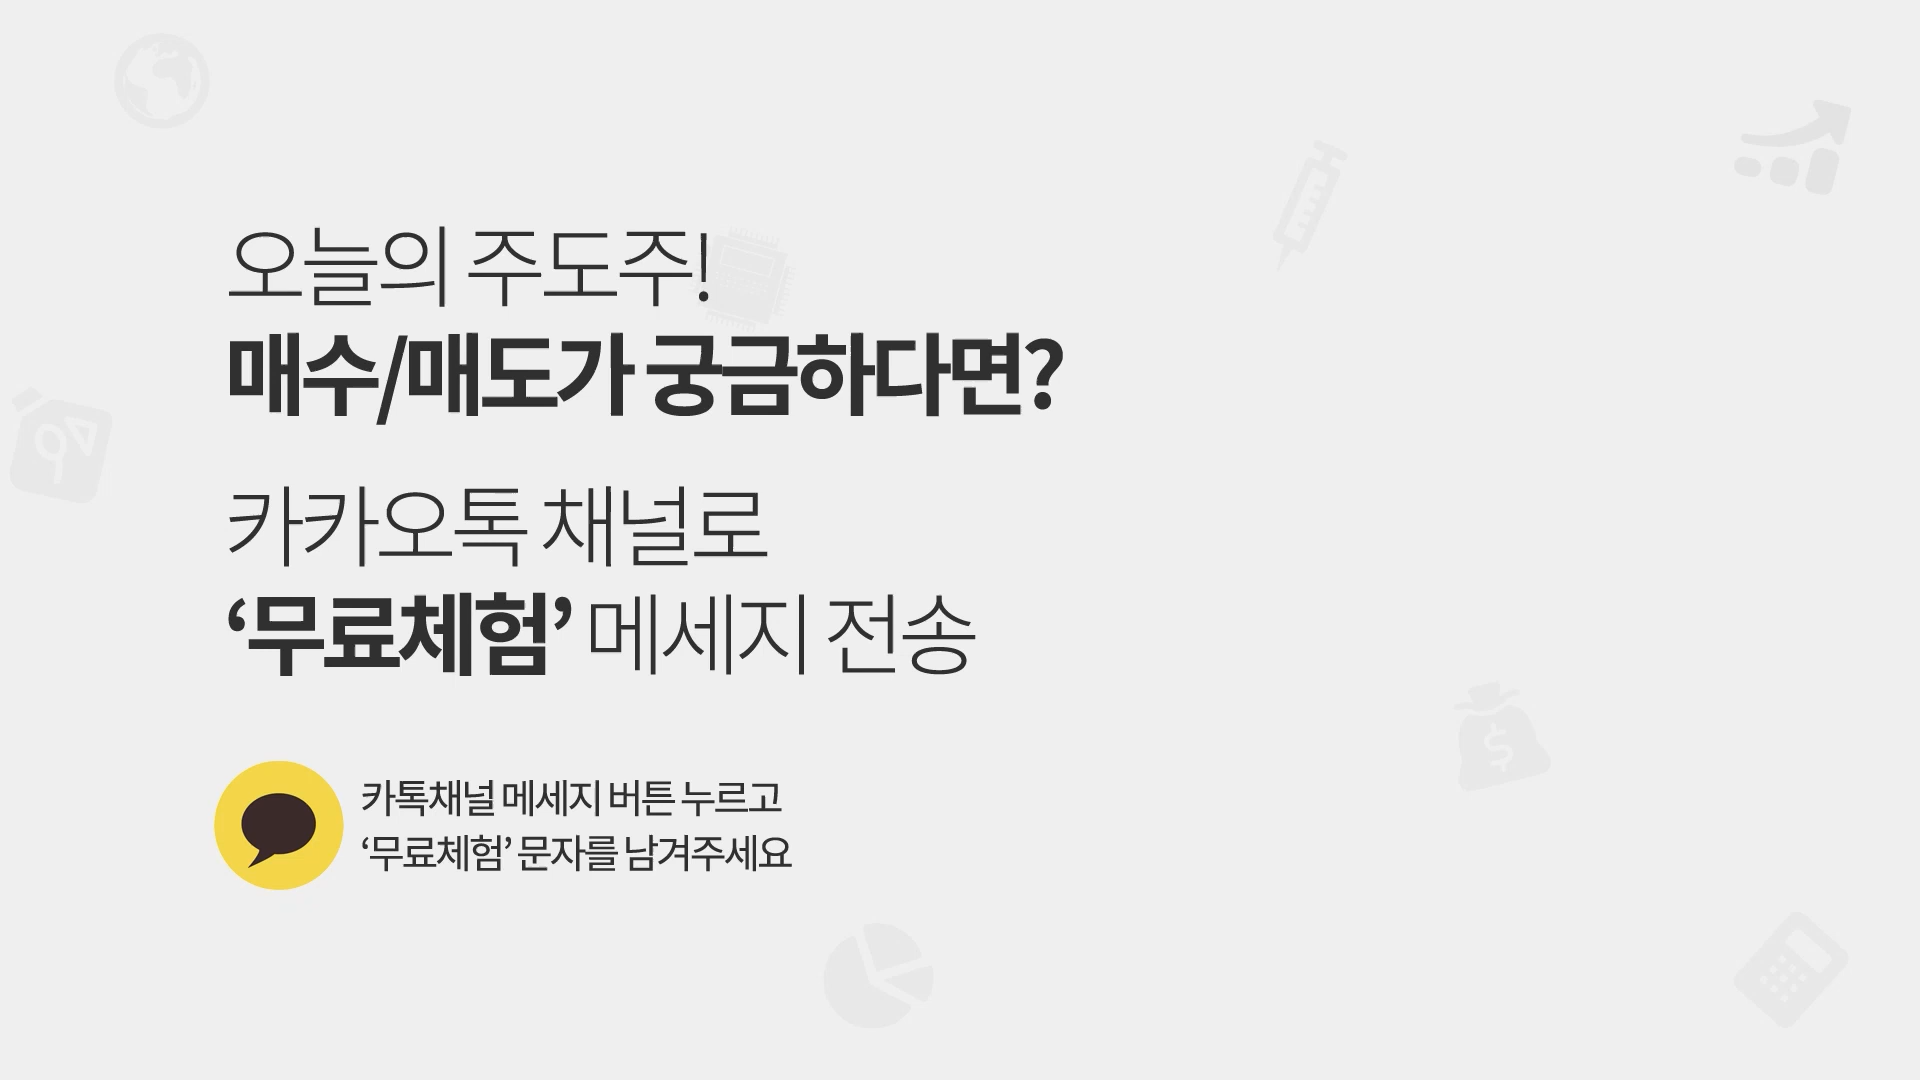 오늘의 주도주!
매수/매도가 궁금하다면?
카카오톡 채널로
‘무료체험’ 메세지 전송
카톡채널 메세지 버튼 누르고
‘무료체험’ 문자를 남겨주세요